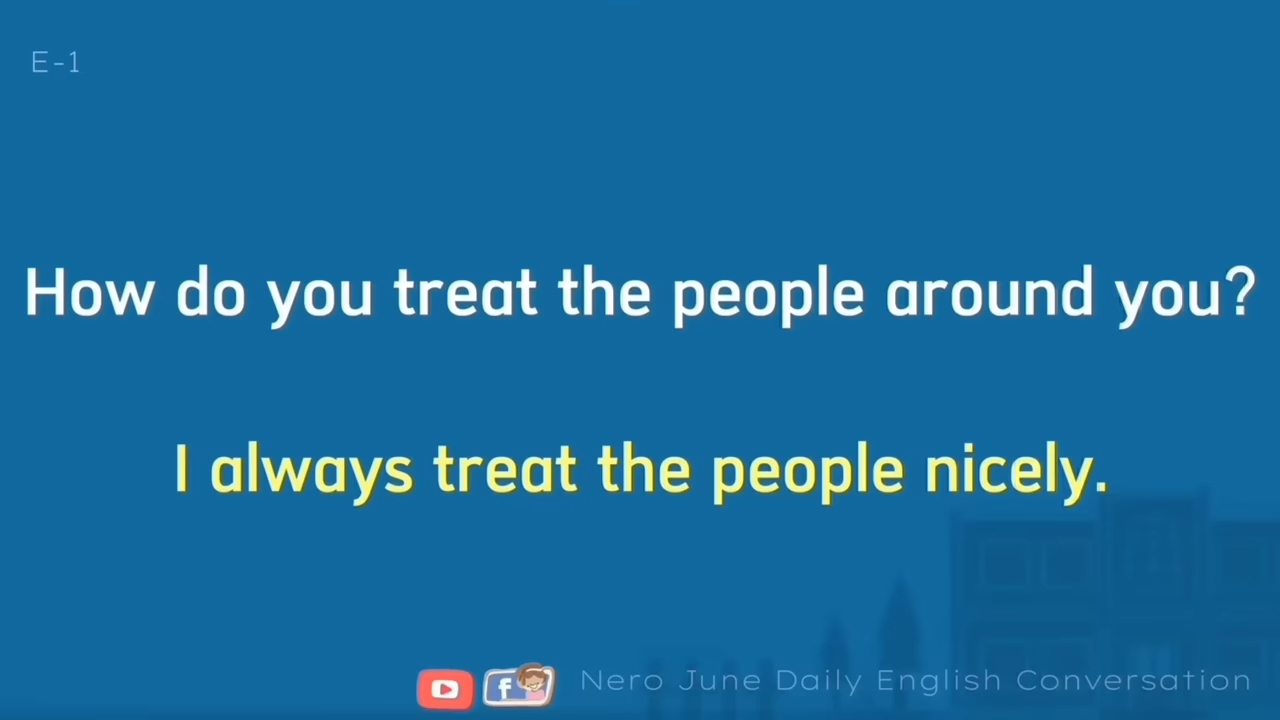 E-1
How do you treat the people around you?
I always treat the people nicely.
f
Nero June Daily English Conversation